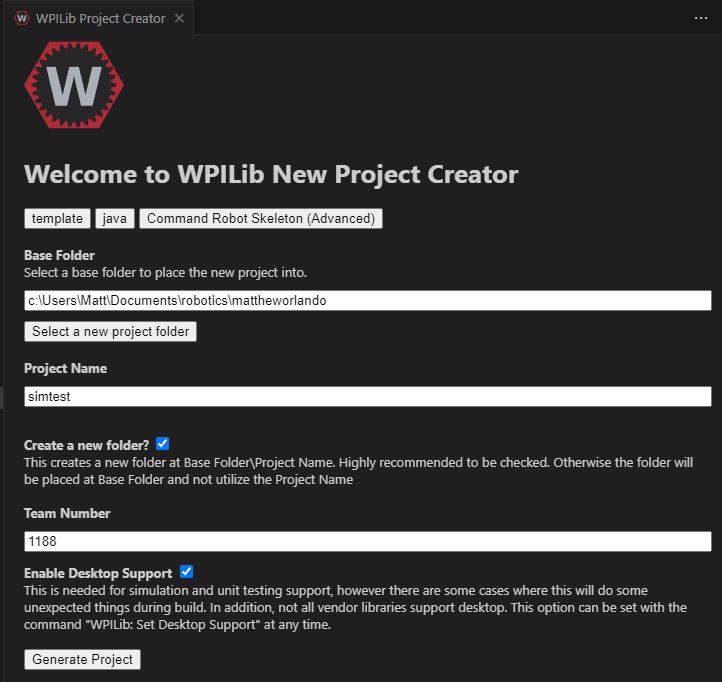 W WPILib Project Creator × ...
W
Welcome to WPILib New Project Creator
template java Command Robot Skeleton (Advanced)
Base Folder
Select a base folder to place the new project into.
c:\Users\Matt\Documents\robotics\mattheworlando
Select a new project folder
Project Name
simtest
Create a new folder?
This creates a new folder at Base Folder\Project Name. Highly recommended to be checked. Otherwise the folder will
be placed at Base Folder and not utilize the Project Name
Team Number
1188
Enable Desktop Support
This is needed for simulation and unit testing support, however there are some cases where this will do some
unexpected things during build. In addition, not all vendor libraries support desktop. This option can be set with the
command "WPILib: Set Desktop Support" at any time.
Generate Project